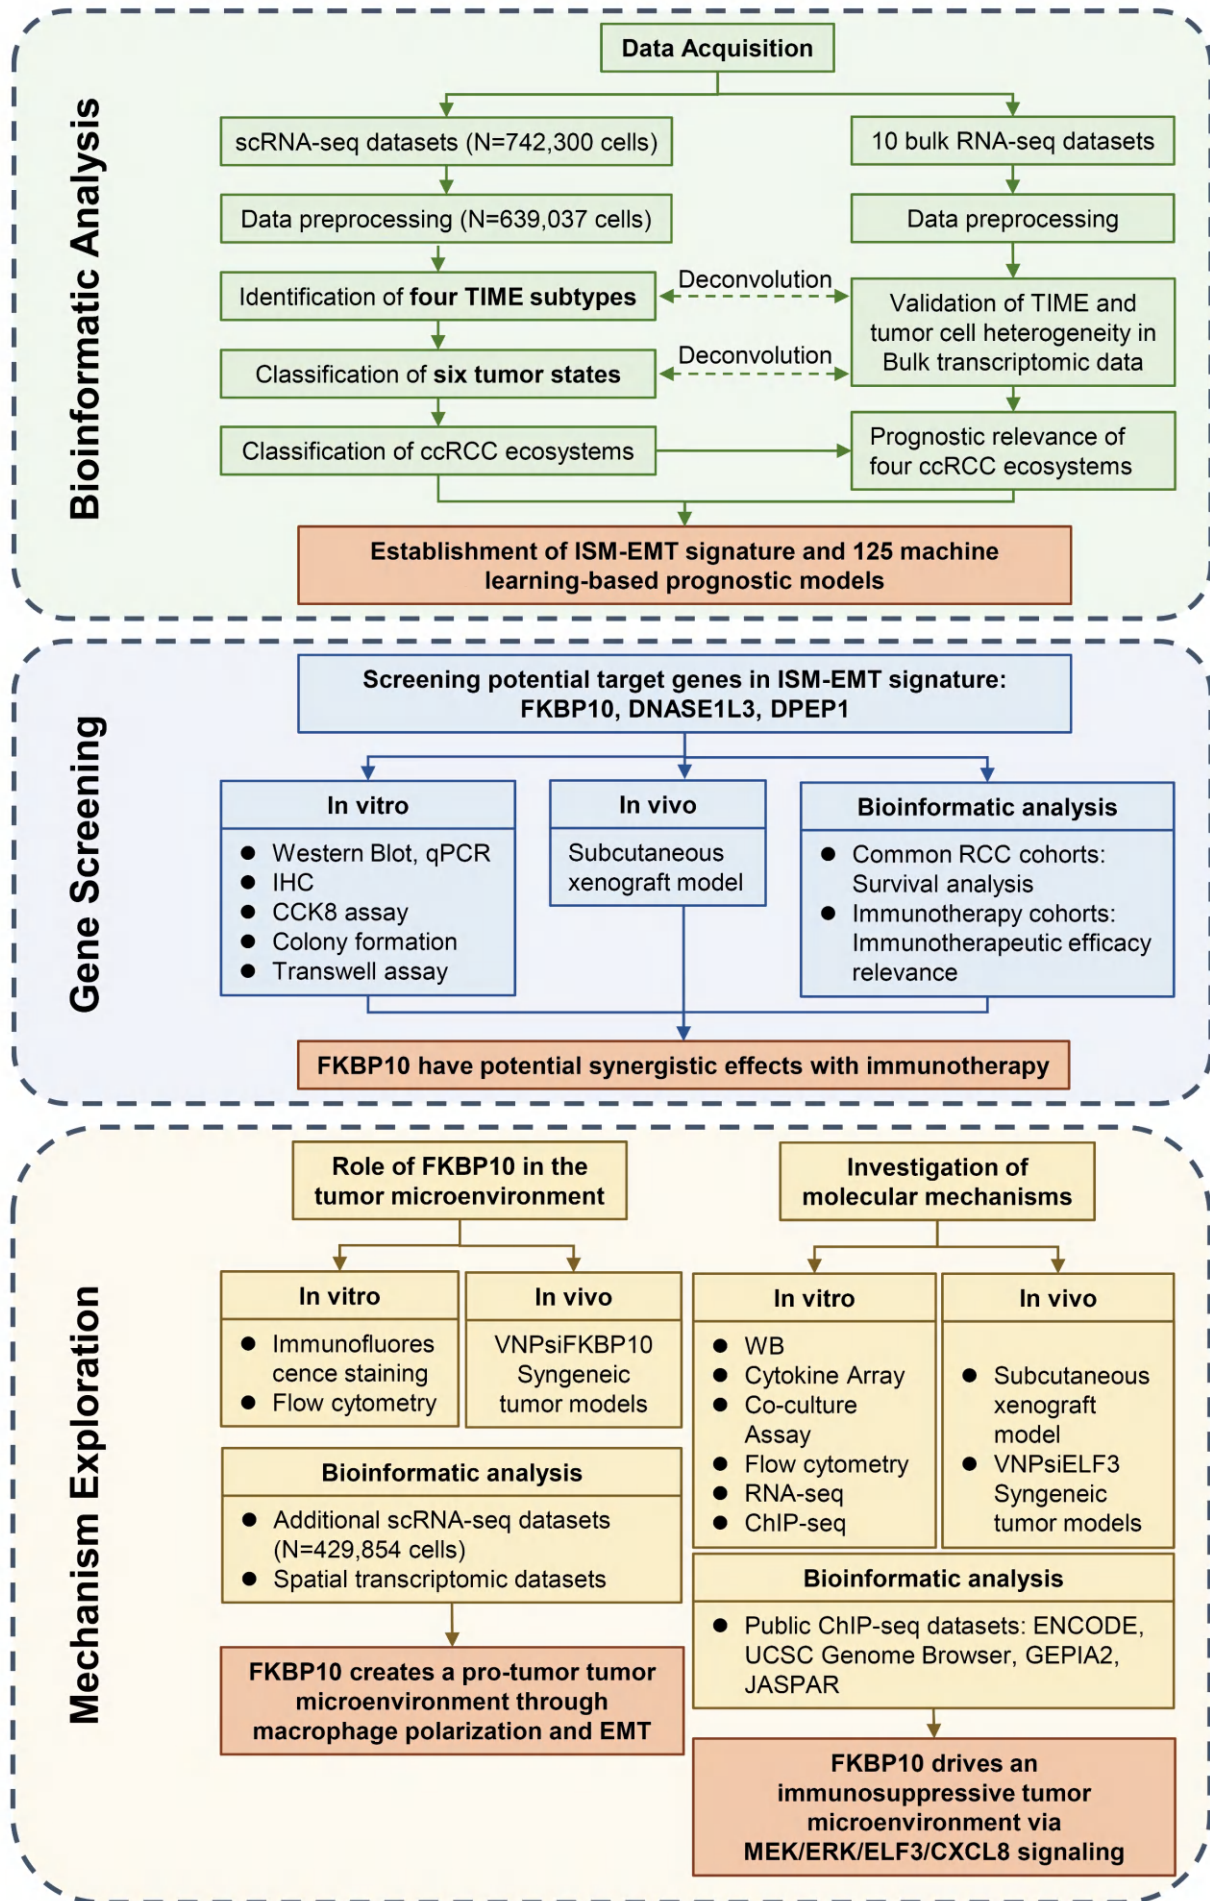 Bioinformatic Analysis
Data Acquisition
scRNA-seq datasets (N=742,300 cells)
10 bulk RNA-seq datasets
Data preprocessing (N=639,037 cells)
Data preprocessing
Identification of four TIME subtypes
Deconvolution
Validation of TIME and
tumor cell heterogeneity in
Bulk transcriptomic data
Classification of six tumor states
Deconvolution
Classification of ccRCC ecosystems
Prognostic relevance of
four ccRCC ecosystems
Establishment of ISM-EMT signature and 125 machine
learning-based prognostic models
Gene Screening
Screening potential target genes in ISM-EMT signature:
FKBP10, DNASE1L3, DPEP1
In vitro
● Western Blot, qPCR
● IHC
● CCK8 assay
● Colony formation
● Transwell assay
In vivo
Subcutaneous
xenograft model
Bioinformatic analysis
● Common RCC cohorts:
Survival analysis
● Immunotherapy cohorts:
Immunotherapeutic efficacy
relevance
FKBP10 have potential synergistic effects with immunotherapy
Mechanism Exploration
Role of FKBP10 in the
tumor microenvironment
In vitro
● Immunofluores
cence staining
● Flow cytometry
In vivo
VNPsiFKBP10
Syngeneic
tumor models
Bioinformatic analysis
● Additional scRNA-seq datasets
(N=429,854 cells)
● Spatial transcriptomic datasets
FKBP10 creates a pro-tumor tumor
microenvironment through
macrophage polarization and EMT
Investigation of
molecular mechanisms
In vitro
● WB
● Cytokine Array
● Co-culture
Assay
● Flow cytometry
● RNA-seq
● ChIP-seq
In vivo
● Subcutaneous
xenograft
model
● VNPsiELF3
Syngeneic
tumor models
Bioinformatic analysis
● Public ChIP-seq datasets: ENCODE,
UCSC Genome Browser, GEPIA2,
JASPAR
FKBP10 drives an
immunosuppressive tumor
microenvironment via
MEK/ERK/ELF3/CXCL8 signaling